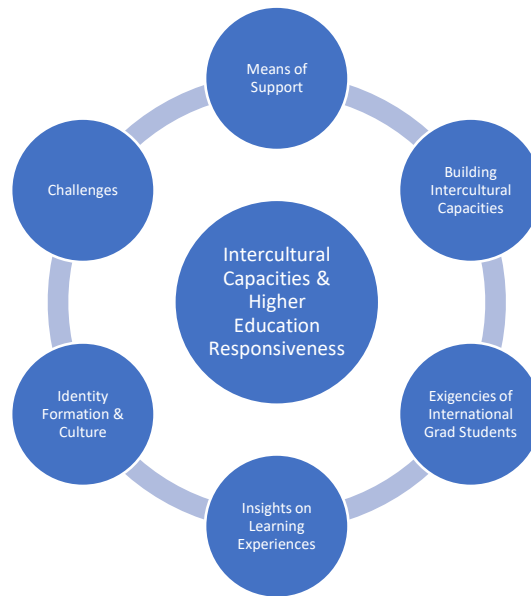 Means of
Support
Building
Intercultural
Capacities
Exigencies of
International
Grad Students
Insights on
Learning
Experiences
Identity
Formation &
Culture
Challenges
Intercultural
Capacities &
Higher
Education
Responsiveness